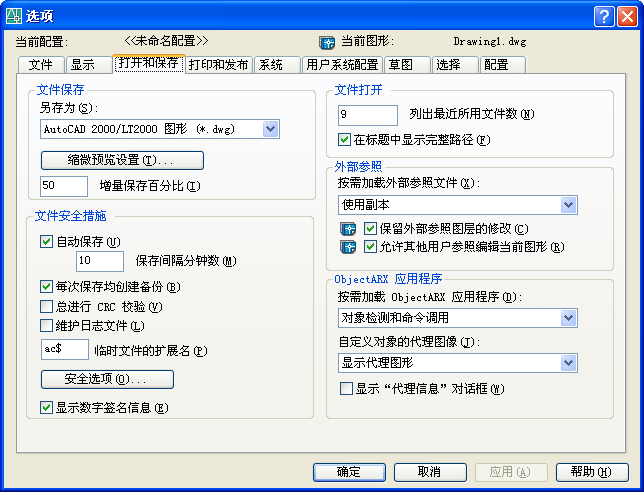 选项
当前配置: <<未命名配置>> 当前图形: Drawing1.dwg
文件 显示 打开和保存 打印和发布 系统 用户系统配置 草图 选择 配置
文件保存
另存为(S):
AutoCAD 2000/LT2000 图形 (*.dwg)
缩微预览设置(T)...
50 增量保存百分比(I)
文件安全措施
自动保存(U)
10 保存间隔分钟数(M)
每次保存均创建备份(B)
总进行 CRC 校验(V)
维护日志文件(L)
ac$ 临时文件的扩展名(P)
安全选项(O)...
显示数字签名信息(E)
文件打开
9 列出最近所用文件数(N)
在标题中显示完整路径(F)
外部参照
按需加载外部参照文件(X):
使用副本
保留外部参照图层的修改(C)
允许其他用户参照编辑当前图形(R)
ObjectARX 应用程序
按需加载 ObjectARX 应用程序(D):
对象检测和命令调用
自定义对象的代理图像(J):
显示代理图形
显示“代理信息”对话框(W)
确定 取消 应用(A) 帮助(H)